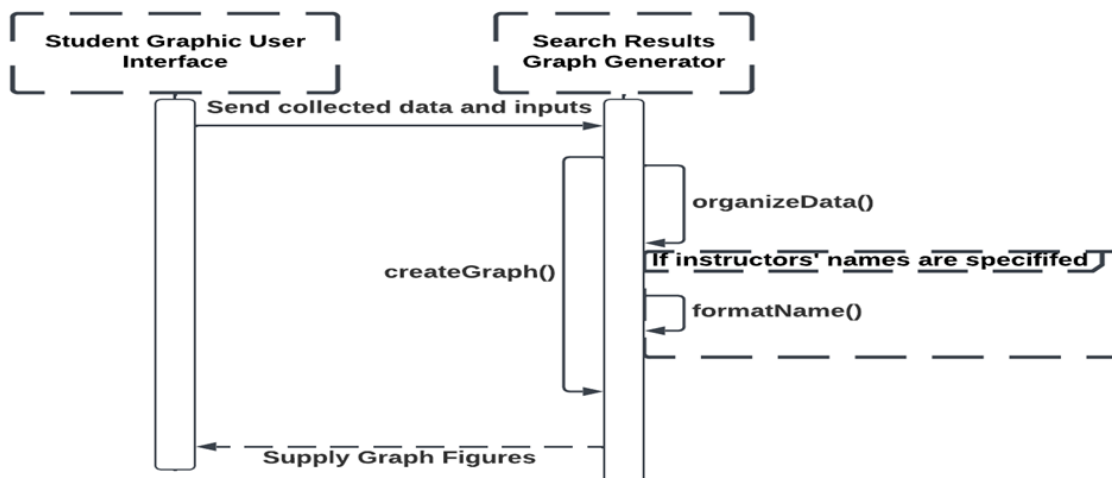 Student Graphic User
Interface
Search Results
Graph Generator
Send collected data and inputs
organizeData()
If instructors' names are specififed
createGraph()
formatName()
Supply Graph Figures